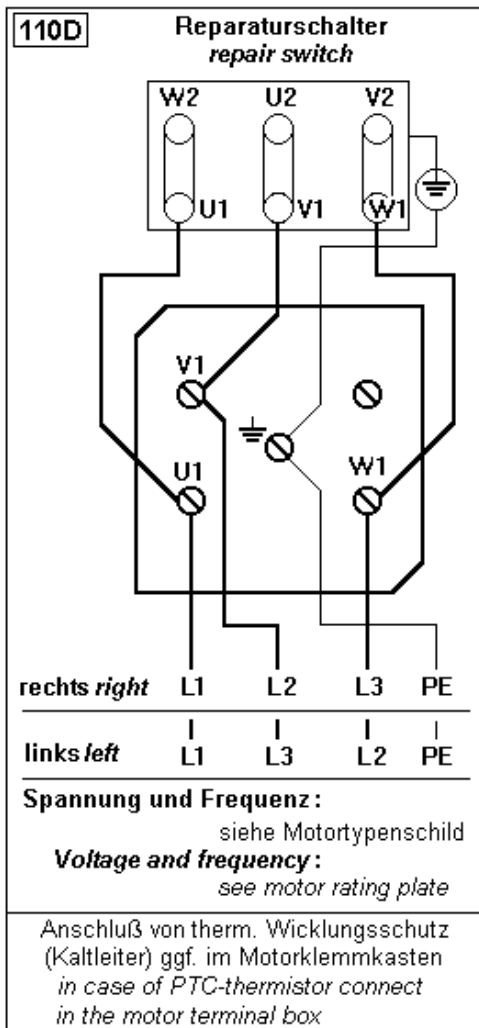 110D
Reparaturschalter
repair switch
W2 U2 V2
U1 V1 W1
V1
U1 W1
rechts right L1 L2 L3 PE
links left L1 L3 L2 PE
Spannung und Frequenz :
siehe Motortypenschild
Voltage and frequency :
see motor rating plate
Anschluß von therm. Wicklungsschutz
(Kaltleiter) ggf. im Motorklemmkasten
in case of PTC-thermistor connect
in the motor terminal box